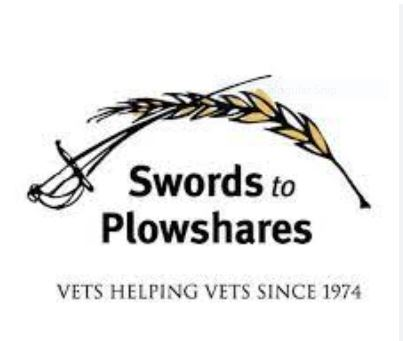 Swords to
Plowshares
VETS HELPING VETS SINCE 1974